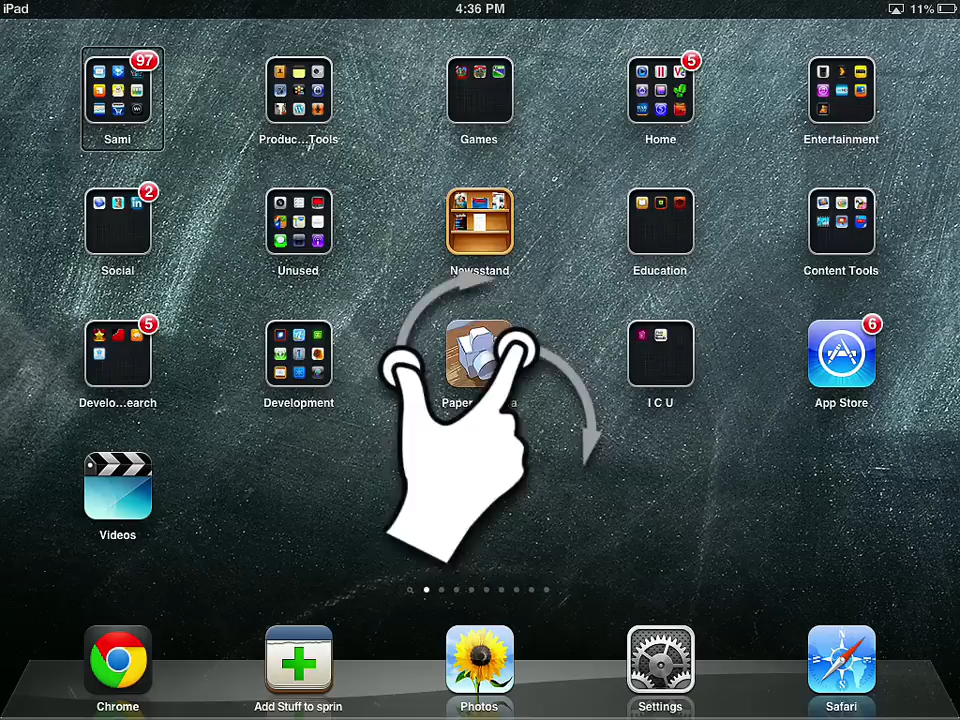 iPad
4:36 PM
11%
97
5
Sami
Produc...Tools
Games
Home
Entertainment
2
Social
Unused
Newsstand
Education
Content Tools
5
6
Develo...earch
Development
I C U
App Store
Videos
Chrome
Add Stuff to sprin
Photos
Settings
Safari